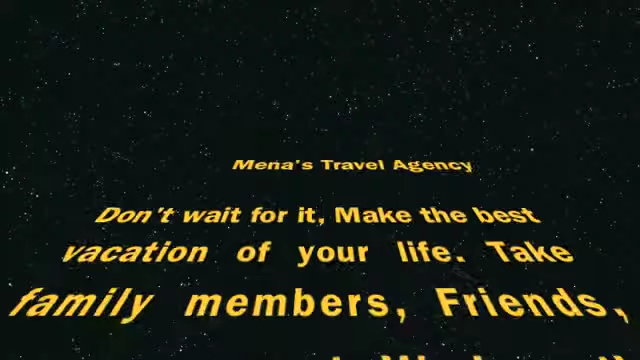 Mena's Travel Agency
Don't wait for it, Make the best
vacation of your life. Take
family members, Friends,